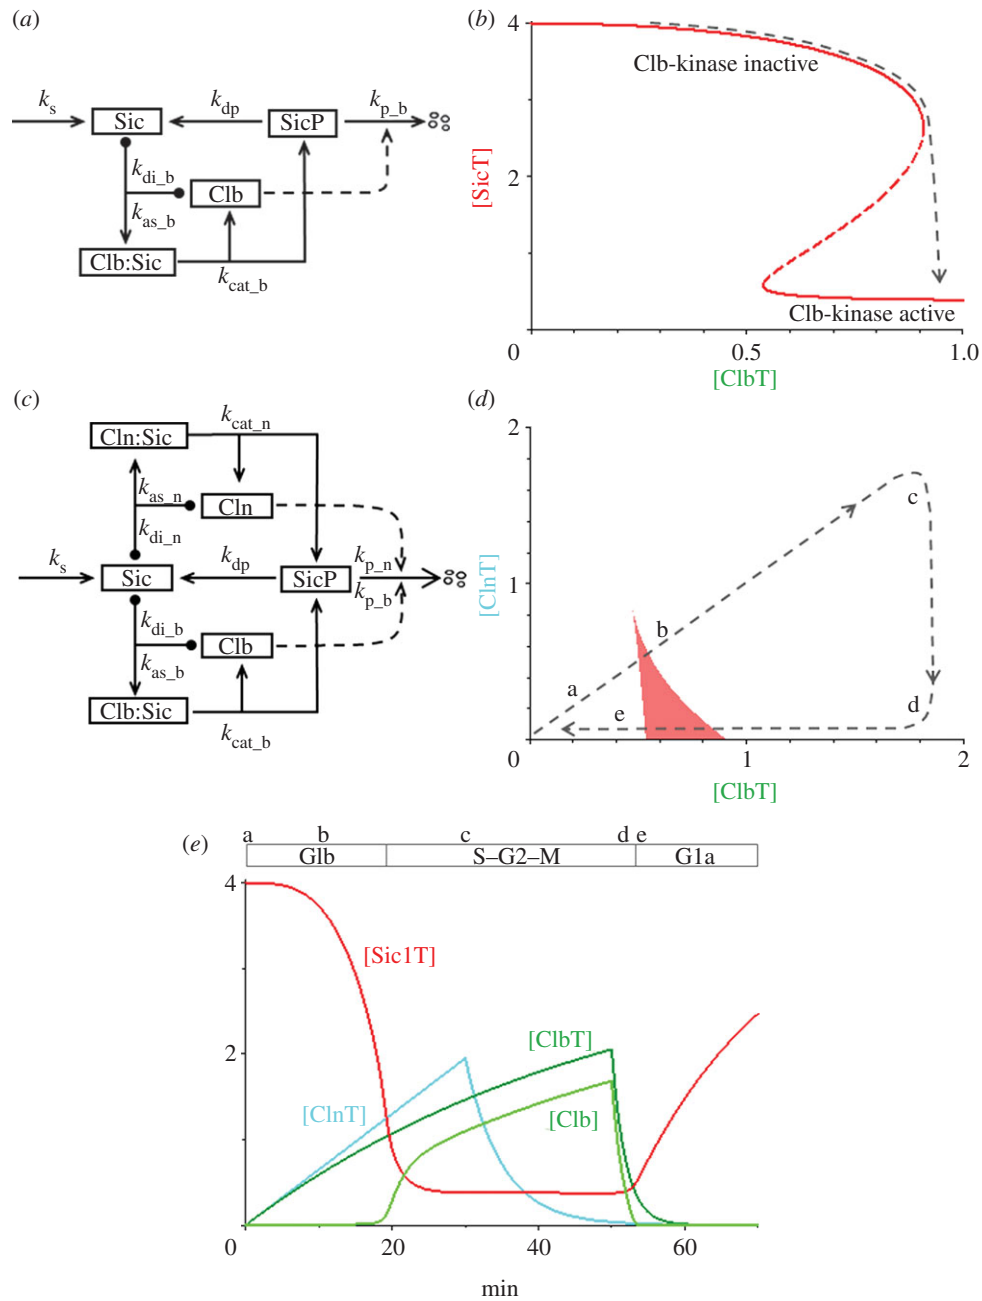 (a)
k_s
Sic
k_dp
SicP
k_p_b
k_di_b
k_as_b
Clb
Clb:Sic
k_cat_b
(b)
4
Clb-kinase inactive
[SicT]
2
Clb-kinase active
0
0.5
1.0
[ClbT]
(c)
k_cat_n
Cln:Sic
k_as_n
Cln
k_di_n
k_s
Sic
k_dp
SicP
k_p_n
k_p_b
k_di_b
Clb
k_as_b
Clb:Sic
k_cat_b
(d)
2
c
[ClnT]
1
b
a
e
d
0
1
2
[ClbT]
(e)
a b c d e
Glb S–G2–M G1a
4
[Sic1T]
2
[ClbT]
[ClnT]
[Clb]
0 20 40 60
min